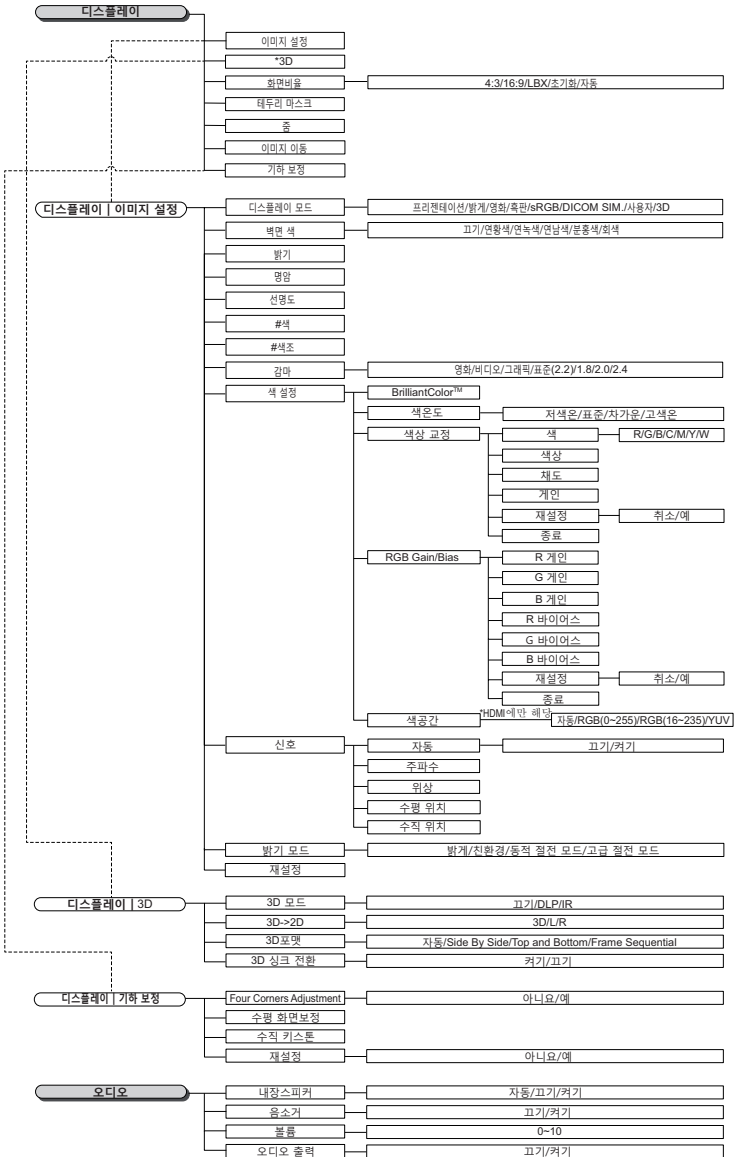 디스플레이
이미지 설정
*3D
화면비율
4:3/16:9/LBX/초기화/자동
테두리 마스크
줌
이미지 이동
기하 보정
디스플레이 | 이미지 설정
디스플레이 모드
프리젠테이션/밝게/영화/흑판/sRGB/DICOM SIM./사용자/3D
벽면 색
끄기/연황색/연녹색/연남색/분홍색/회색
밝기
명암
선명도
#색
#색조
감마
영화/비디오/그래픽/표준(2.2)/1.8/2.0/2.4
색 설정
BrilliantColor™
색온도
저색온/표준/차가운/고색온
색상 교정
색
R/G/B/C/M/Y/W
색상
채도
게인
재설정
취소/예
종료
RGB Gain/Bias
R 게인
G 게인
B 게인
R 바이어스
G 바이어스
B 바이어스
재설정
취소/예
종료
색공간
*HDMI에만 해당
자동/RGB(0~255)/RGB(16~235)/YUV
신호
자동
끄기/켜기
주파수
위상
수평 위치
수직 위치
밝기 모드
밝게/친환경/동적 절전 모드/고급 절전 모드
재설정
디스플레이 | 3D
3D 모드
끄기/DLP/IR
3D->2D
3D/L/R
3D포맷
자동/Side By Side/Top and Bottom/Frame Sequential
3D 싱크 전환
켜기/끄기
디스플레이 | 기하 보정
Four Corners Adjustment
아니요/예
수평 화면보정
수직 키스톤
재설정
아니요/예
오디오
내장스피커
자동/끄기/켜기
음소거
끄기/켜기
볼륨
0~10
오디오 출력
끄기/켜기